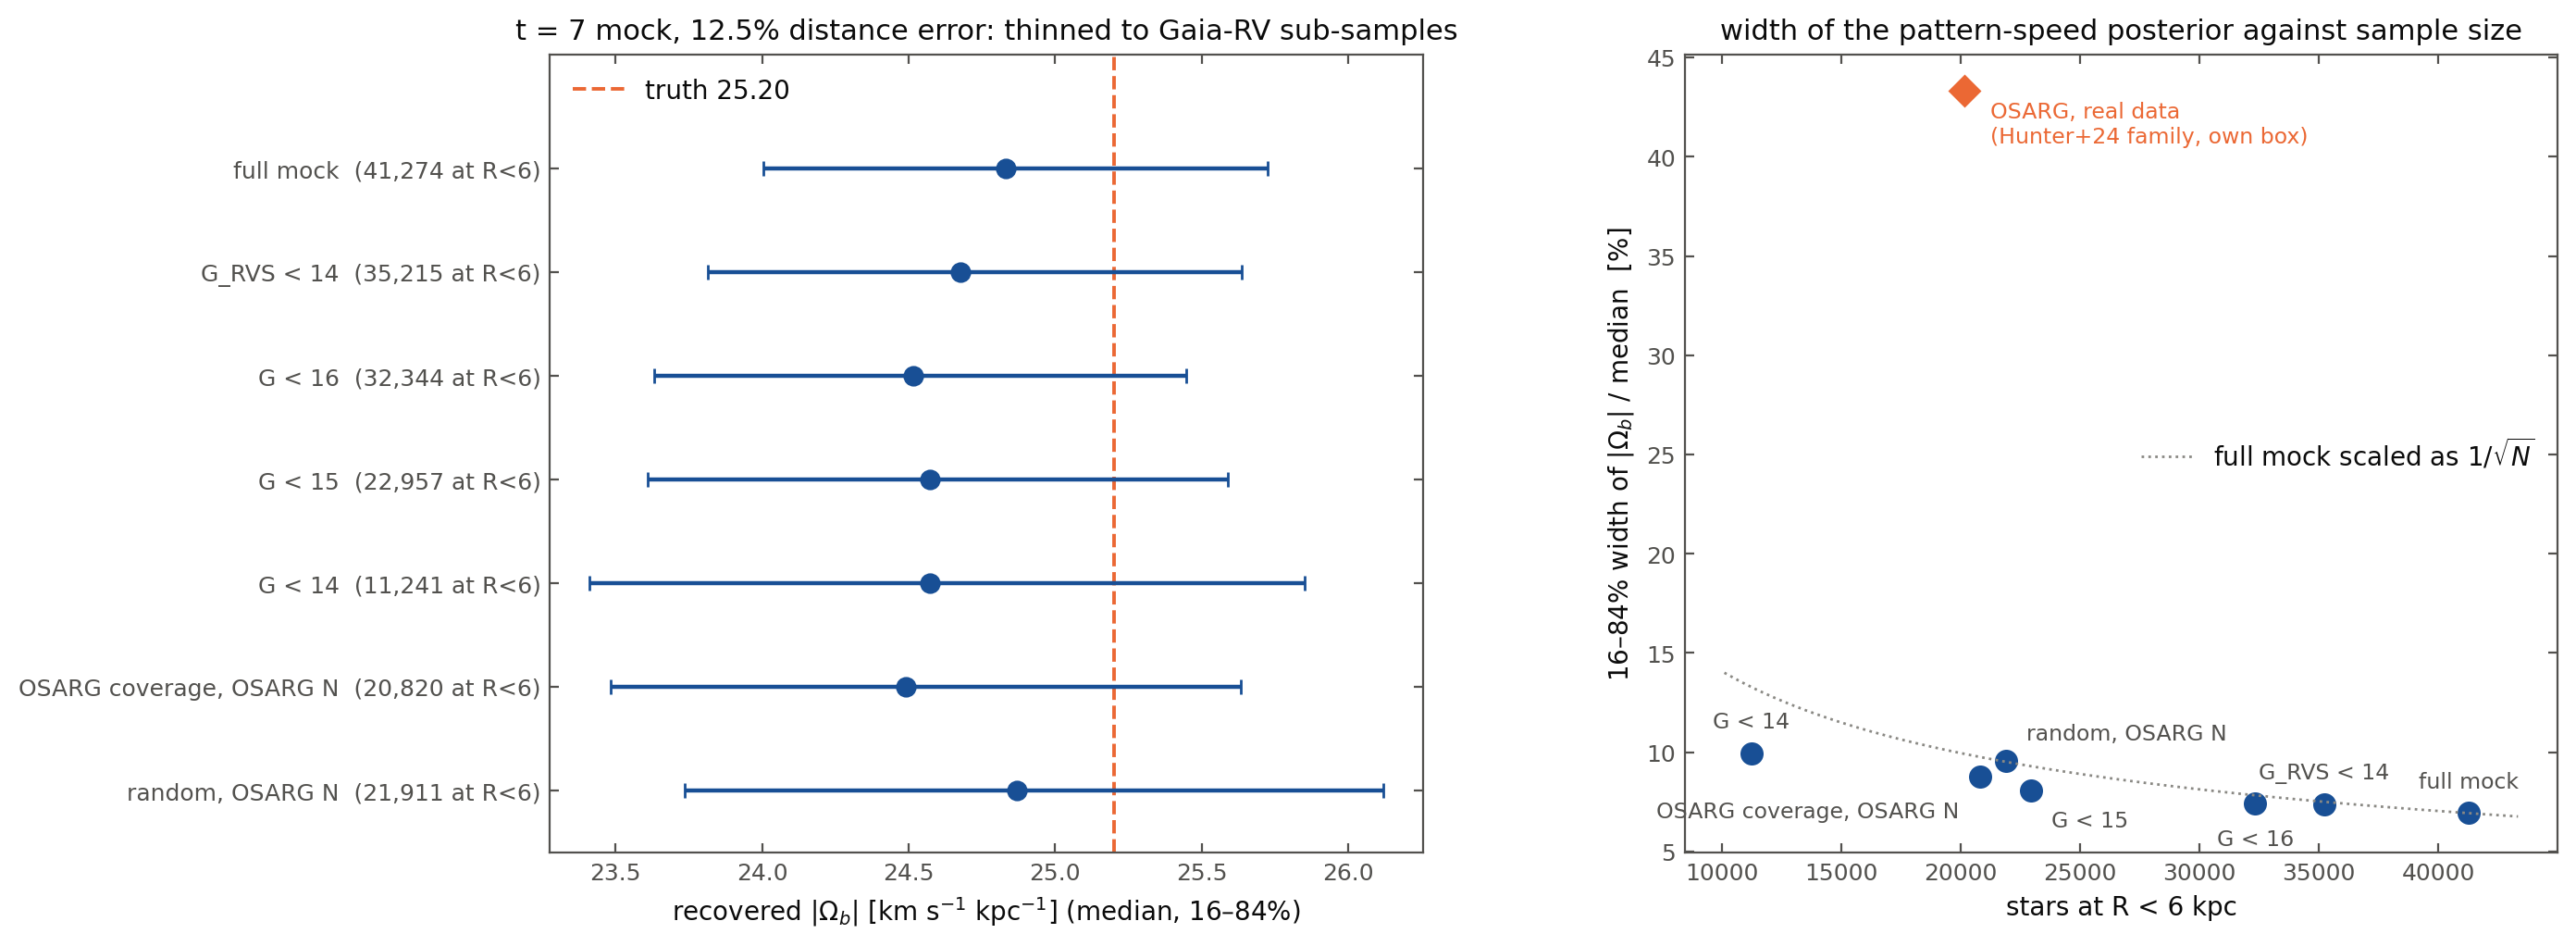 t = 7 mock, 12.5% distance error: thinned to Gaia-RV sub-samples
truth 25.20
full mock (41,274 at R<6)
G_RVS < 14 (35,215 at R<6)
G < 16 (32,344 at R<6)
G < 15 (22,957 at R<6)
G < 14 (11,241 at R<6)
OSARG coverage, OSARG N (20,820 at R<6)
random, OSARG N (21,911 at R<6)
23.5 24.0 24.5 25.0 25.5 26.0
recovered |Ω_b| [km s⁻¹ kpc⁻¹] (median, 16–84%)
width of the pattern-speed posterior against sample size
16–84% width of |Ω_b| / median [%]
45
40
35
30
25
20
15
10
5
OSARG, real data
(Hunter+24 family, own box)
full mock scaled as 1/√N
G < 14
random, OSARG N
G_RVS < 14
full mock
OSARG coverage, OSARG N
G < 15
G < 16
10000 15000 20000 25000 30000 35000 40000
stars at R < 6 kpc